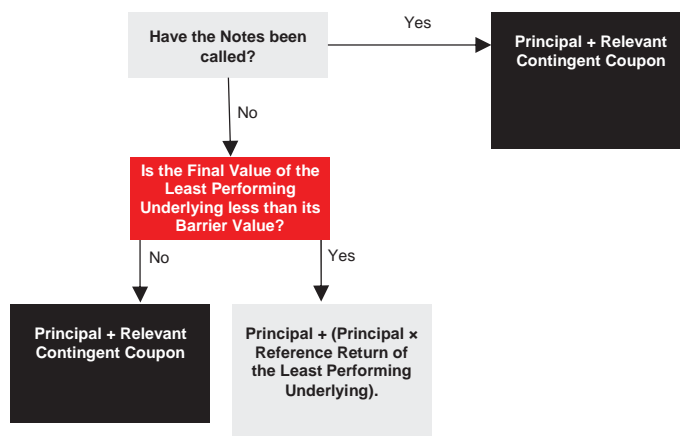 Have the Notes been
called?
Yes
Principal + Relevant
Contingent Coupon
No
Is the Final Value of the
Least Performing
Underlying less than its
Barrier Value?
No
Yes
Principal + Relevant
Contingent Coupon
Principal + (Principal ×
Reference Return of
the Least Performing
Underlying).